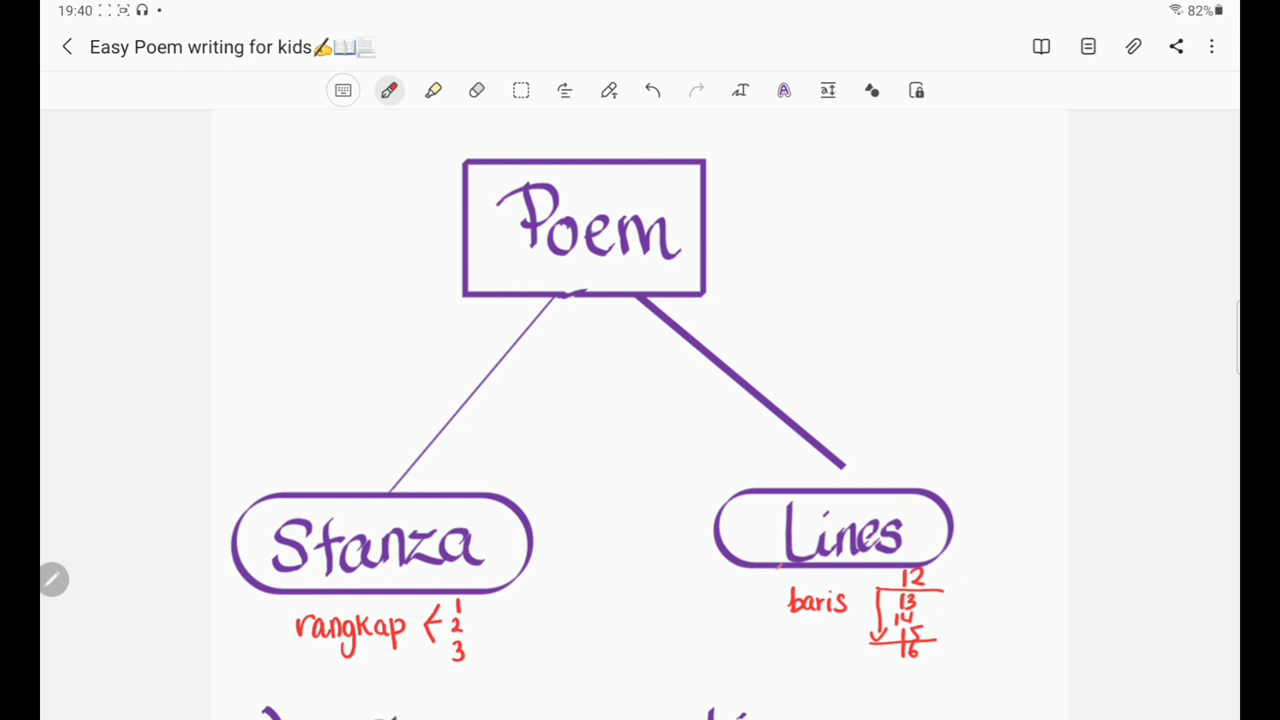 19:40
82%
Easy Poem writing for kids✍📖📃
Poem
Stanza
Lines
rangkap < 1
2
3
baris 12
13
14
15
16